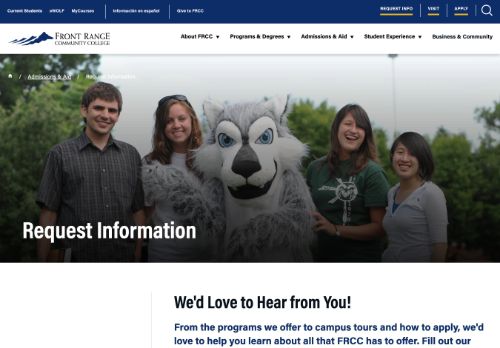 Current Students eWOLF MyCourses Información en español Give to FRCC REQUEST INFO VISIT APPLY
FRONT RANGE
COMMUNITY COLLEGE
About FRCC Programs & Degrees Admissions & Aid Student Experience Business & Community
/ Admissions & Aid / Request Information
Request Information
We'd Love to Hear from You!
From the programs we offer to campus tours and how to apply, we'd
love to help you learn about all that FRCC has to offer. Fill out our